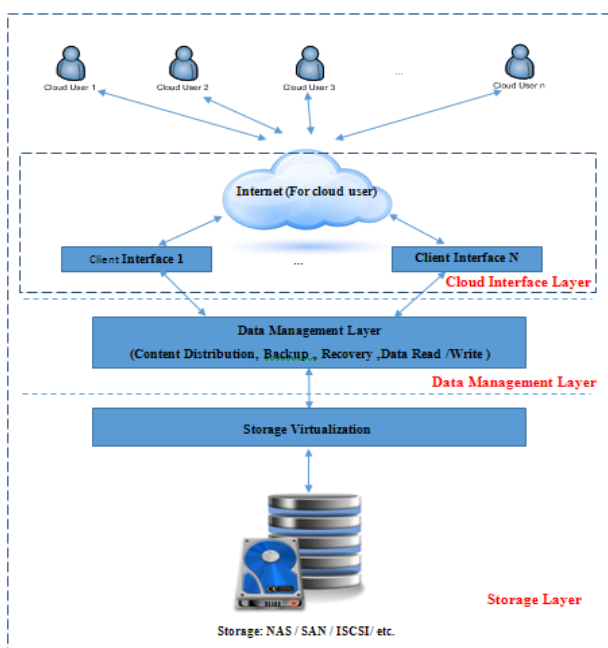 Cloud User 1
Cloud User 2
Cloud User 3
...
Cloud User n
Internet (For cloud user)
Client Interface 1
...
Client Interface N
Cloud Interface Layer
Data Management Layer
(Content Distribution, Backup , Recovery ,Data Read /Write )
Data Management Layer
Storage Virtualization
Storage Layer
Storage: NAS / SAN / ISCSI/ etc.